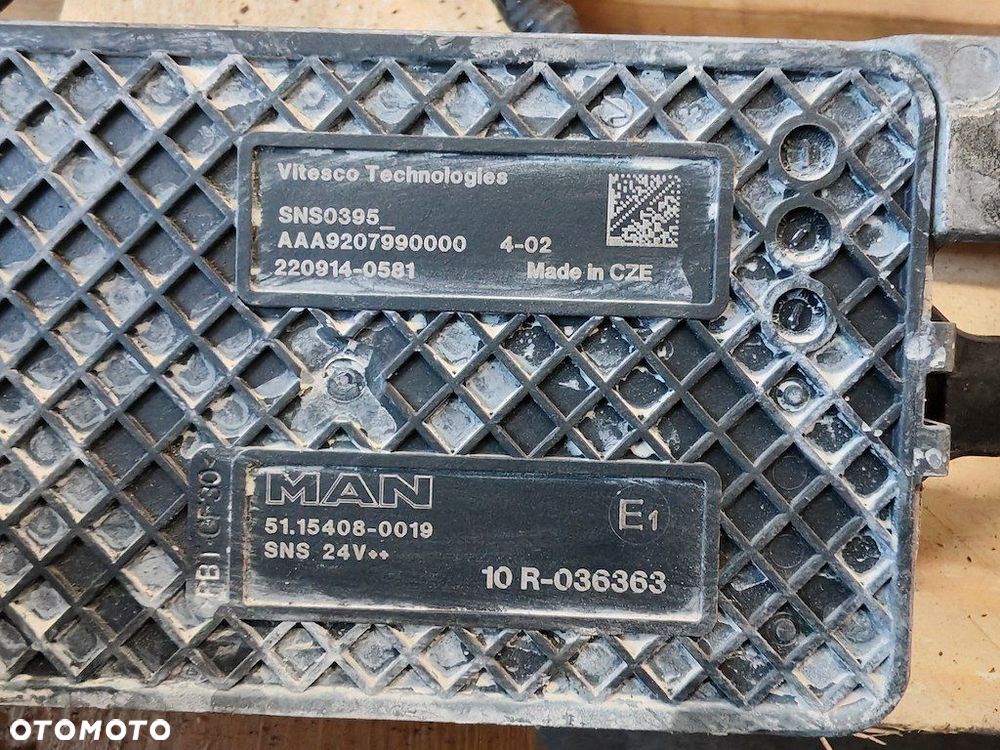 Vitesco Technologies
SNS0395_
AAA9207990000 4-02
220914-0581 Made in CZE
MAN
51.15408-0019
SNS 24V++
E1
10 R-036363
OTOMOTO